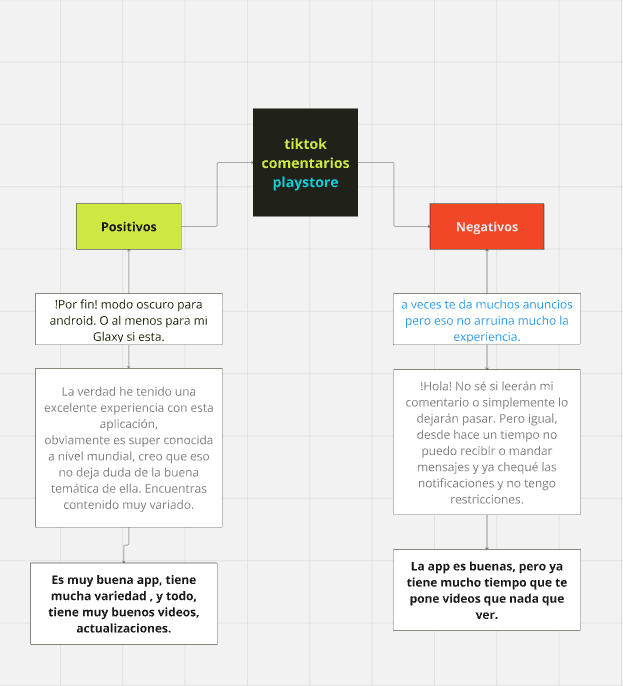 tiktok
comentarios
playstore
Positivos
Negativos
!Por fin! modo oscuro para
android. O al menos para mi
Glaxy si esta.
a veces te da muchos anuncios
pero eso no arruina mucho la
experiencia.
La verdad he tenido una
excelente experiencia con esta
aplicación,
obviamente es super conocida
a nivel mundial, creo que eso
no deja duda de la buena
temática de ella. Encuentras
contenido muy variado.
!Hola! No sé si leerán mi
comentario o simplemente lo
dejarán pasar. Pero igual,
desde hace un tiempo no
puedo recibir o mandar
mensajes y ya chequé las
notificaciones y no tengo
restricciones.
Es muy buena app, tiene
mucha variedad , y todo,
tiene muy buenos videos,
actualizaciones.
La app es buenas, pero ya
tiene mucho tiempo que te
pone videos que nada que
ver.